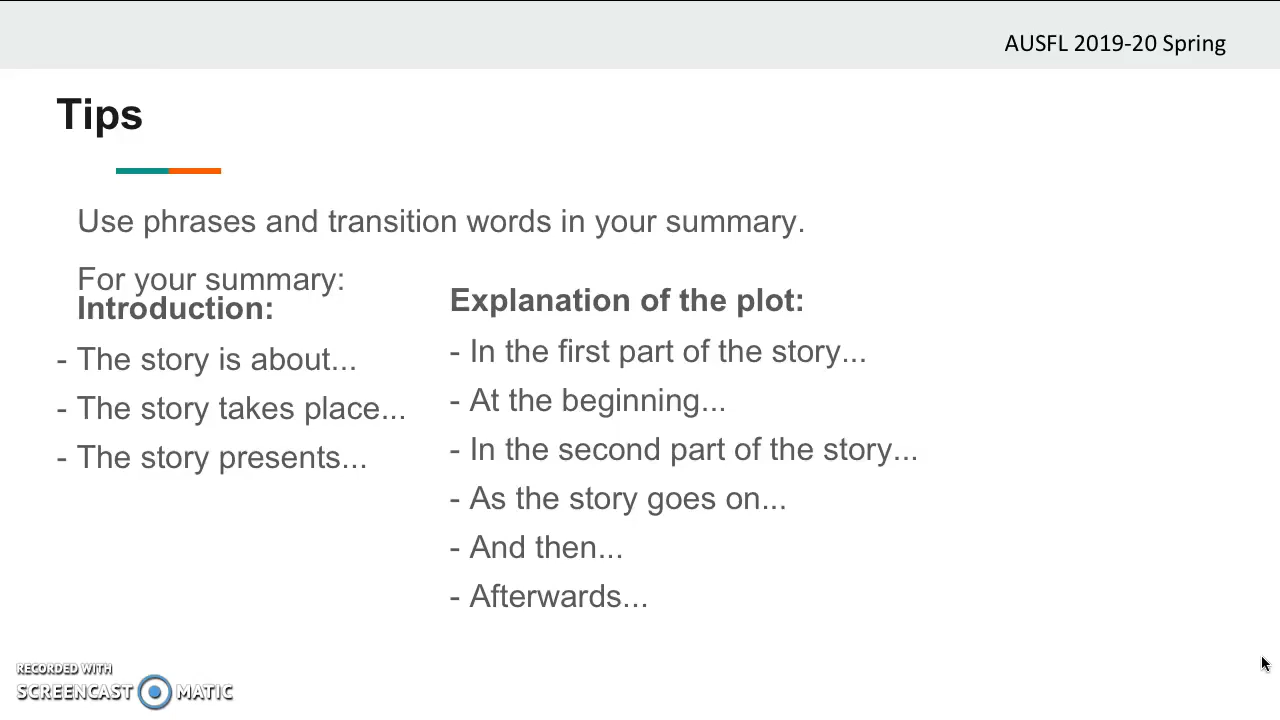 AUSFL 2019-20 Spring
Tips
Use phrases and transition words in your summary.
For your summary:
Introduction:
- The story is about...
- The story takes place...
- The story presents...
Explanation of the plot:
- In the first part of the story...
- At the beginning...
- In the second part of the story...
- As the story goes on...
- And then...
- Afterwards...
RECORDED WITH
SCREENCAST MATIC